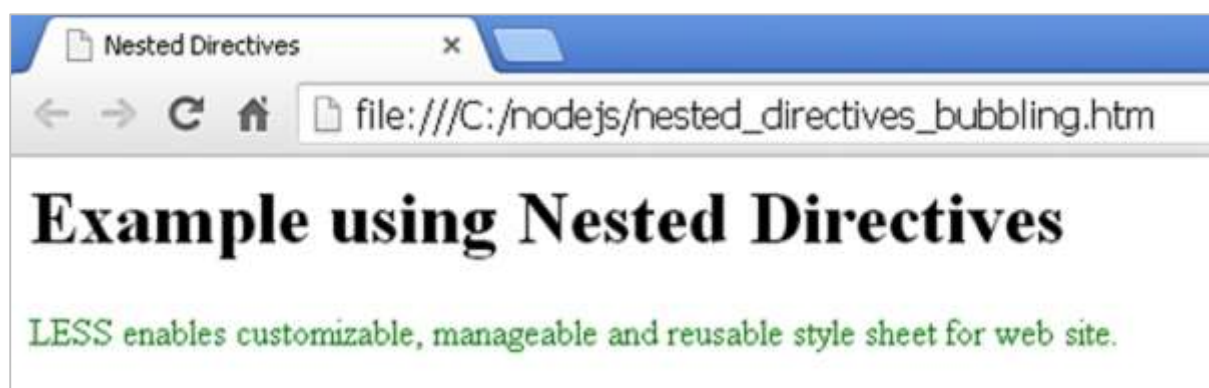 Nested Directives
file:///C:/nodejs/nested_directives_bubbling.htm
Example using Nested Directives
LESS enables customizable, manageable and reusable style sheet for web site.